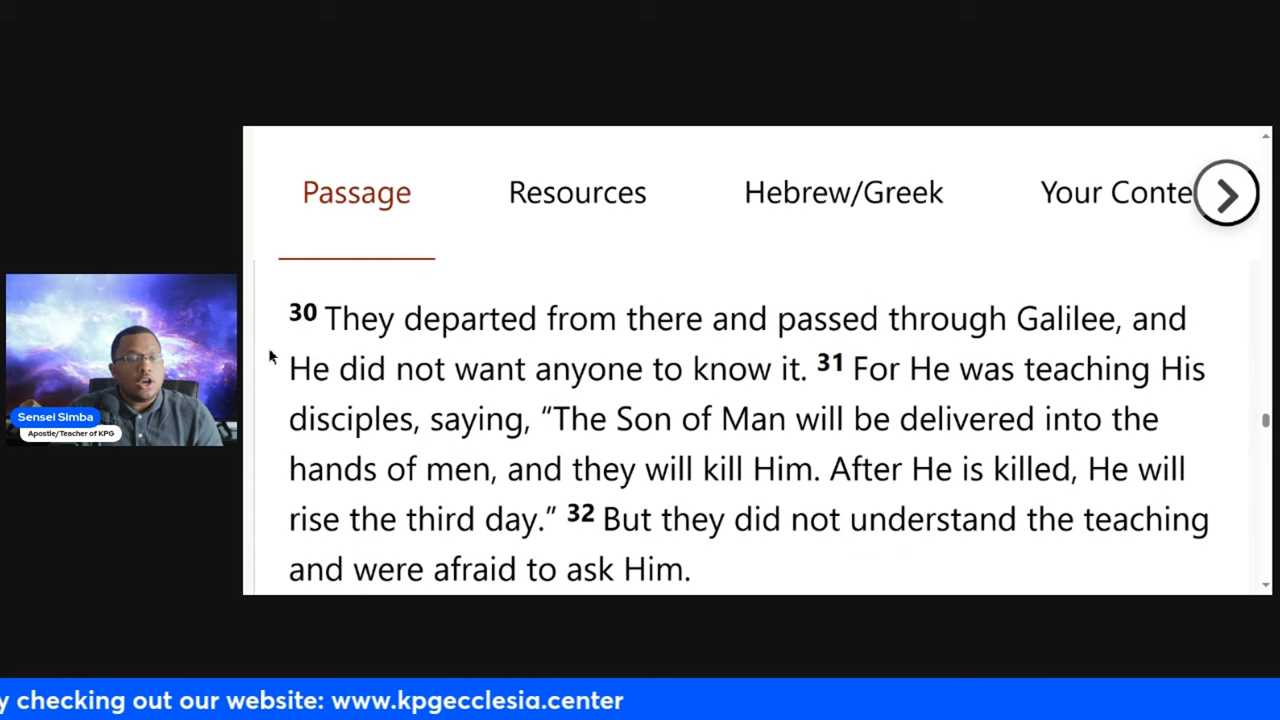 Passage Resources Hebrew/Greek Your Conte
30 They departed from there and passed through Galilee, and
He did not want anyone to know it. 31 For He was teaching His
disciples, saying, “The Son of Man will be delivered into the
hands of men, and they will kill Him. After He is killed, He will
rise the third day.” 32 But they did not understand the teaching
and were afraid to ask Him.
Sensei Simba
Apostle/Teacher of KPG
y checking out our website: www.kpgecclesia.center